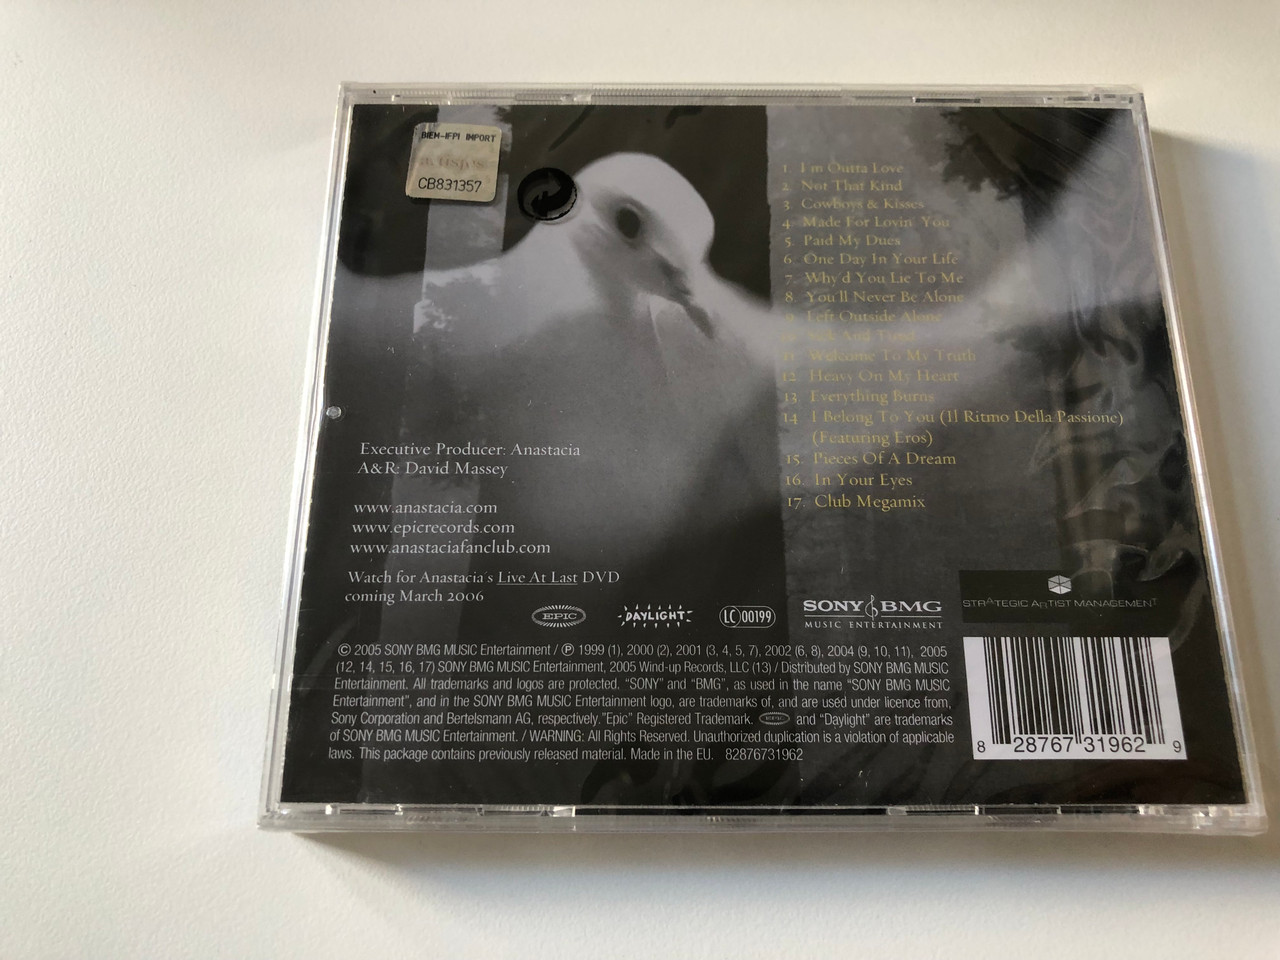 BIEM-IFPI IMPORT
CB831357
1. I'm Outta Love
2. Not That Kind
3. Cowboys & Kisses
4. Made For Lovin' You
5. Paid My Dues
6. One Day In Your Life
7. Why'd You Lie To Me
8. You'll Never Be Alone
9. Left Outside Alone
10. Sick And Tired
11. Welcome To My Truth
12. Heavy On My Heart
13. Everything Burns
14. I Belong To You (Il Ritmo Della Passione)
(Featuring Eros)
15. Pieces Of A Dream
16. In Your Eyes
17. Club Megamix
Executive Producer: Anastacia
A&R: David Massey
www.anastacia.com
www.epicrecords.com
www.anastaciafanclub.com
Watch for Anastacia's Live At Last DVD
coming March 2006
EPIC
DAYLIGHT
LC 00199
SONY BMG
MUSIC ENTERTAINMENT
STRATEGIC ARTIST MANAGEMENT
© 2005 SONY BMG MUSIC Entertainment / ℗ 1999 (1), 2000 (2), 2001 (3, 4, 5, 7), 2002 (6, 8), 2004 (9, 10, 11), 2005
(12, 14, 15, 16, 17) SONY BMG MUSIC Entertainment, 2005 Wind-up Records, LLC (13) / Distributed by SONY BMG MUSIC
Entertainment. All trademarks and logos are protected. "SONY" and "BMG", as used in the name "SONY BMG MUSIC
Entertainment", and in the SONY BMG MUSIC Entertainment logo, are trademarks of, and are used under licence from,
Sony Corporation and Bertelsmann AG, respectively."Epic" Registered Trademark. and "Daylight" are trademarks
of SONY BMG MUSIC Entertainment. / WARNING: All Rights Reserved. Unauthorized duplication is a violation of applicable
laws. This package contains previously released material. Made in the EU. 82876731962
8 28767 31962 9